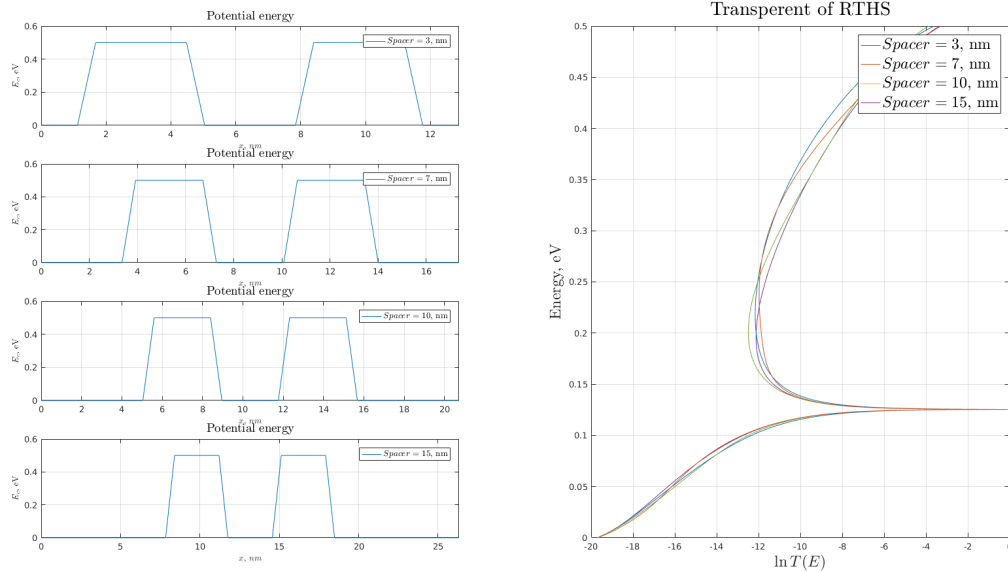 Potential energy
0.6
0.4
0.2
0
E_c, eV
Spacer = 3, nm
0 2 4 6 8 10 12
x, nm
Potential energy
0.6
0.4
0.2
0
E_c, eV
Spacer = 7, nm
0 2 4 6 8 10 12 14 16
x, nm
Potential energy
0.6
0.4
0.2
0
E_c, eV
Spacer = 10, nm
0 2 4 6 8 10 12 14 16 18 20
x, nm
Potential energy
0.6
0.4
0.2
0
E_c, eV
Spacer = 15, nm
0 5 10 15 20 25
x, nm
Transperent of RTHS
Spacer = 3, nm
Spacer = 7, nm
Spacer = 10, nm
Spacer = 15, nm
0.5
0.45
0.4
0.35
0.3
0.25
0.2
0.15
0.1
0.05
0
Energy, eV
-20 -18 -16 -14 -12 -10 -8 -6 -4 -2 0
ln T(E)